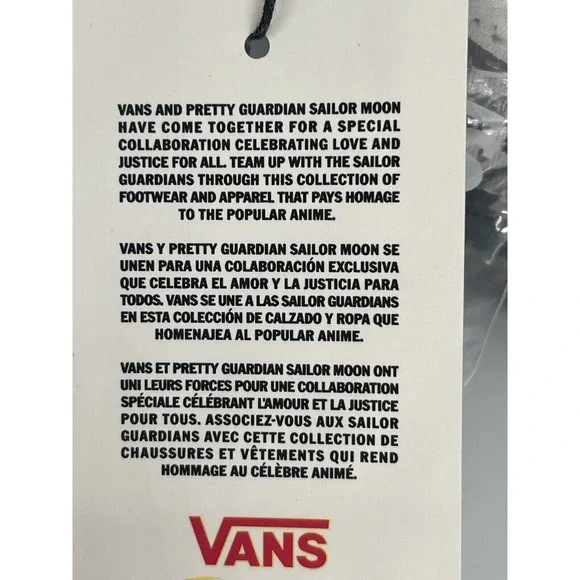 VANS AND PRETTY GUARDIAN SAILOR MOON
HAVE COME TOGETHER FOR A SPECIAL
COLLABORATION CELEBRATING LOVE AND
JUSTICE FOR ALL. TEAM UP WITH THE SAILOR
GUARDIANS THROUGH THIS COLLECTION OF
FOOTWEAR AND APPAREL THAT PAYS HOMAGE
TO THE POPULAR ANIME.
VANS Y PRETTY GUARDIAN SAILOR MOON SE
UNEN PARA UNA COLABORACIÓN EXCLUSIVA
QUE CELEBRA EL AMOR Y LA JUSTICIA PARA
TODOS. VANS SE UNE A LAS SAILOR GUARDIANS
EN ESTA COLECCIÓN DE CALZADO Y ROPA QUE
HOMENAJEA AL POPULAR ANIME.
VANS ET PRETTY GUARDIAN SAILOR MOON ONT
UNI LEURS FORCES POUR UNE COLLABORATION
SPÉCIALE CÉLÉBRANT L'AMOUR ET LA JUSTICE
POUR TOUS. ASSOCIEZ-VOUS AUX SAILOR
GUARDIANS AVEC CETTE COLLECTION DE
CHAUSSURES ET VÊTEMENTS QUI REND
HOMMAGE AU CÉLÈBRE ANIMÉ.
VANS